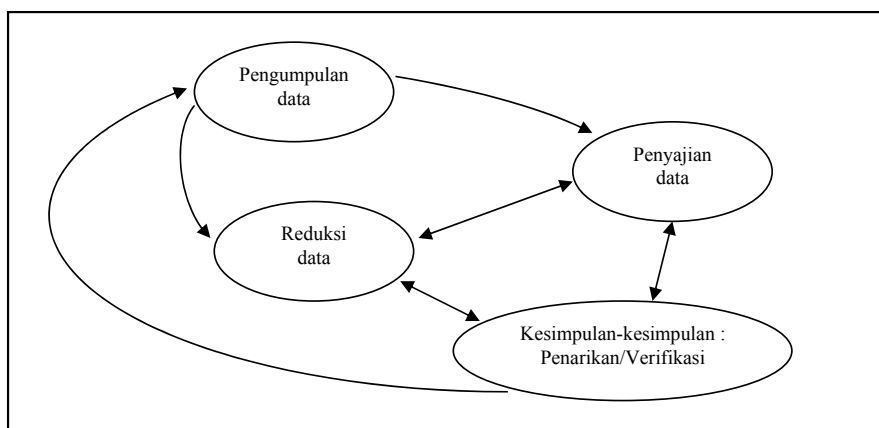 Pengumpulan
data
Penyajian
data
Reduksi
data
Kesimpulan-kesimpulan :
Penarikan/Verifikasi